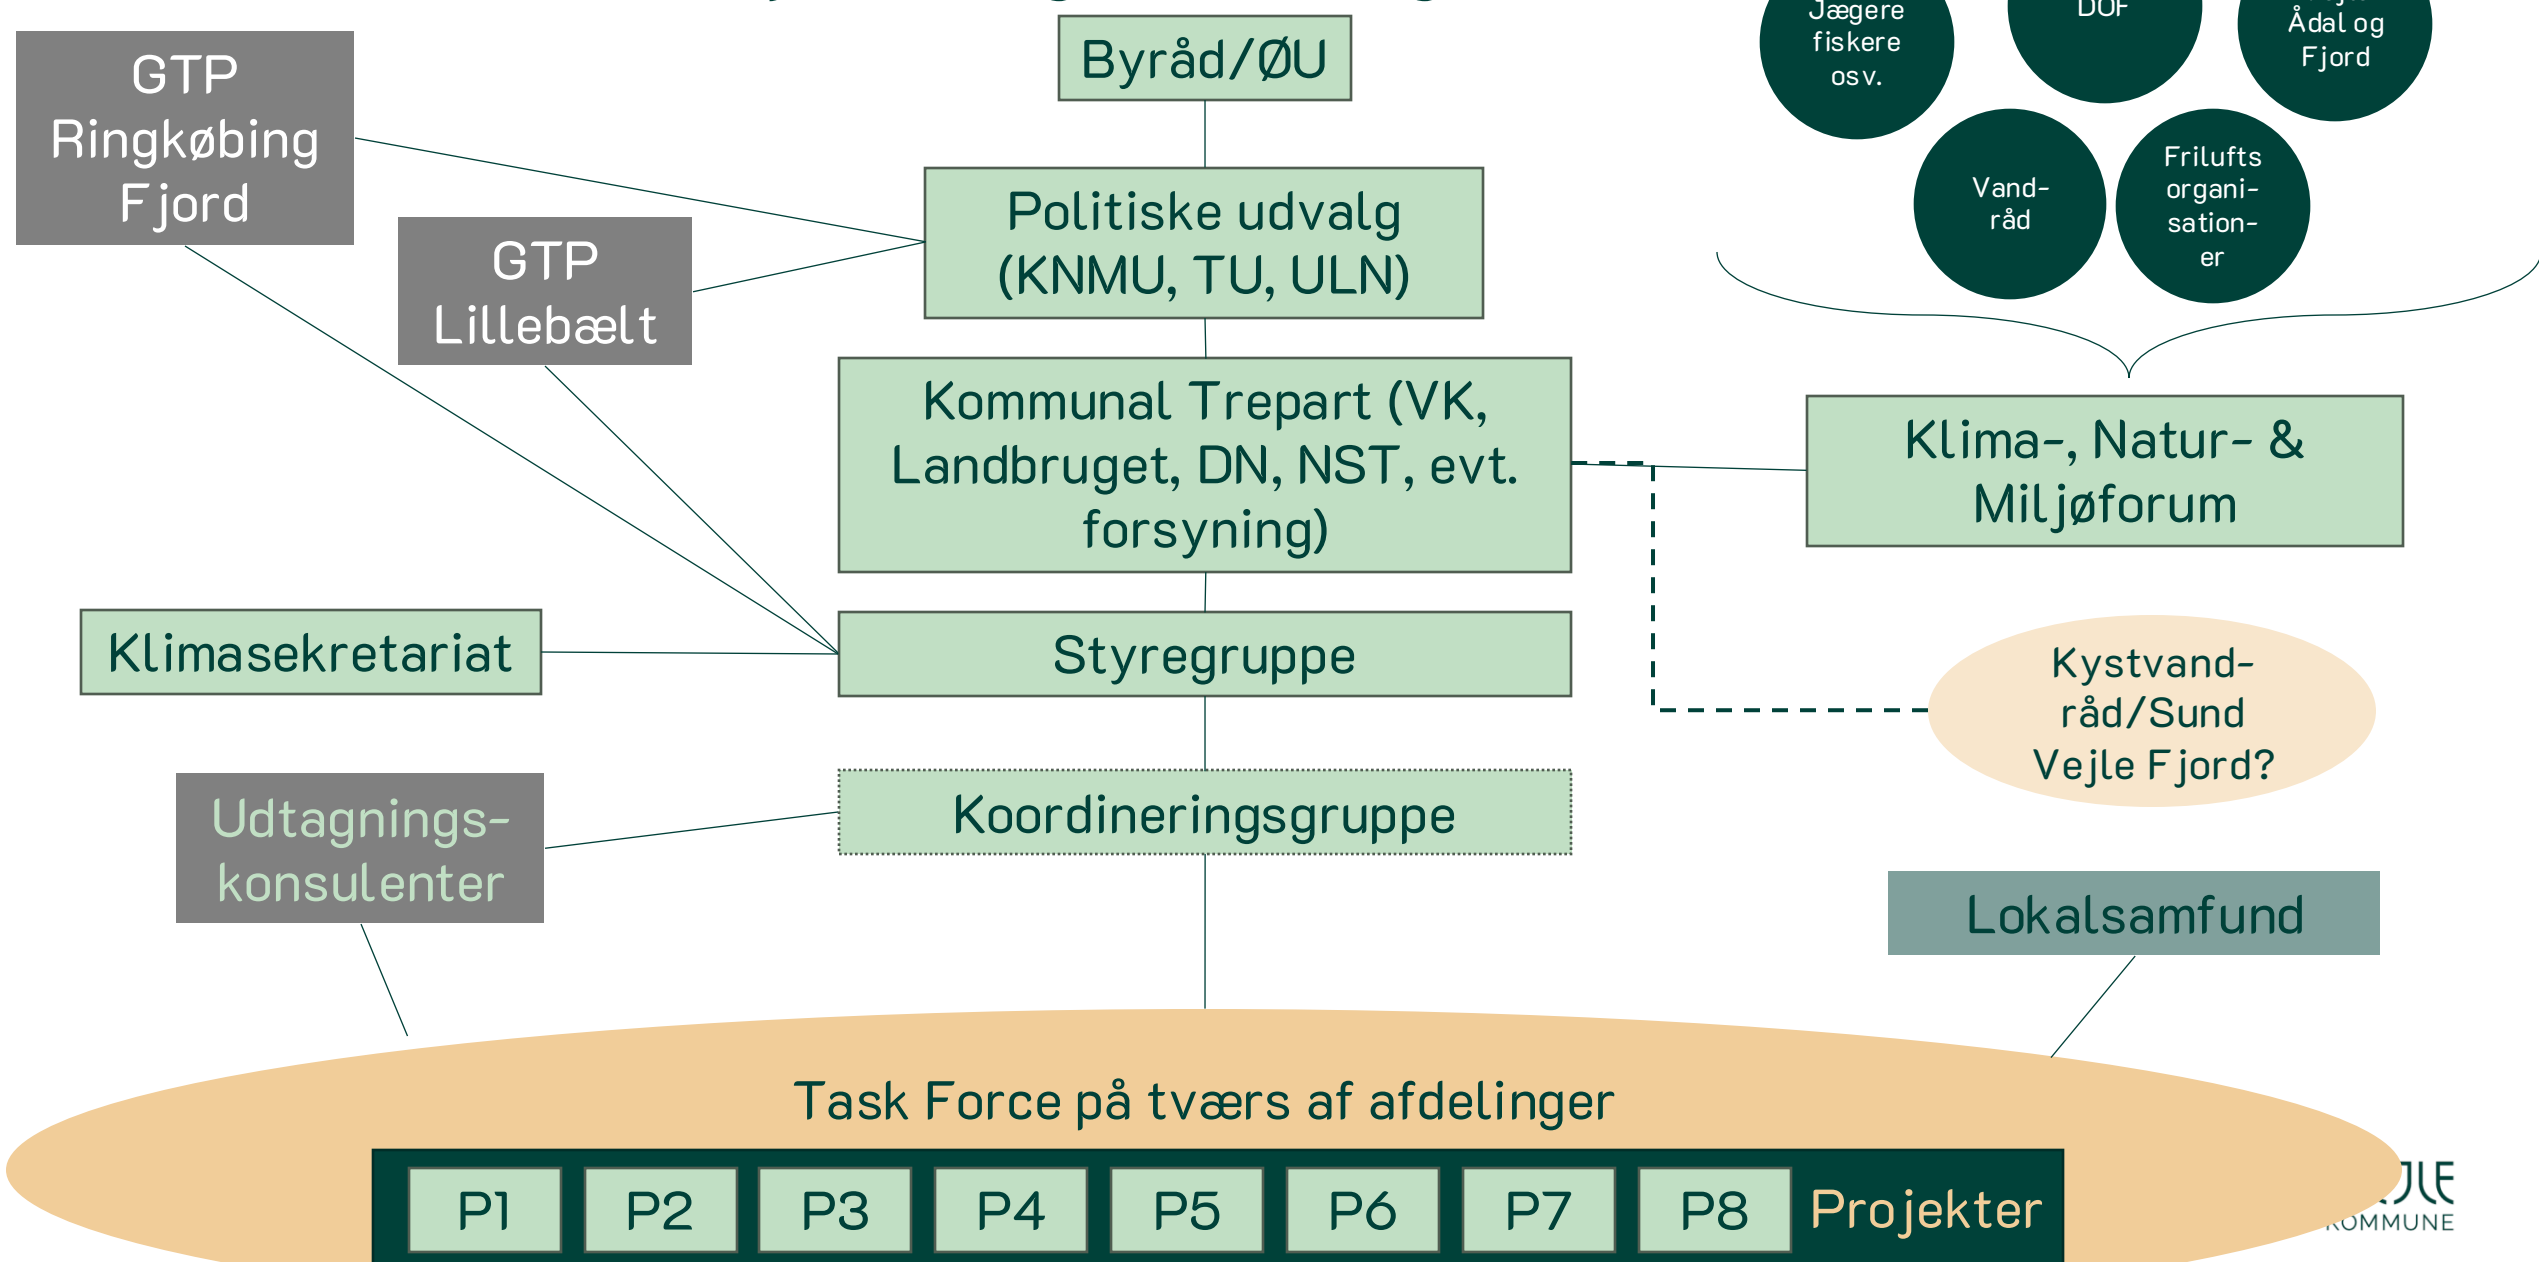 GTP
Ringkøbing
Fjord
GTP
Lillebælt
Byråd/ØU
Politiske udvalg
(KNMU, TU, ULN)
Kommunal Trepart (VK,
Landbruget, DN, NST, evt.
forsyning)
Jægere
fiskere
osv.
DOF
Ådal og
Fjord
Vand-
råd
Frilufts
organi-
sation-
er
Klima-, Natur- &
Miljøforum
Klimasekretariat
Styregruppe
Kystvand-
råd/Sund
Vejle Fjord?
Udtagnings-
konsulenter
Koordineringsgruppe
Lokalsamfund
Task Force på tværs af afdelinger
P1 P2 P3 P4 P5 P6 P7 P8 Projekter
KOMMUNE